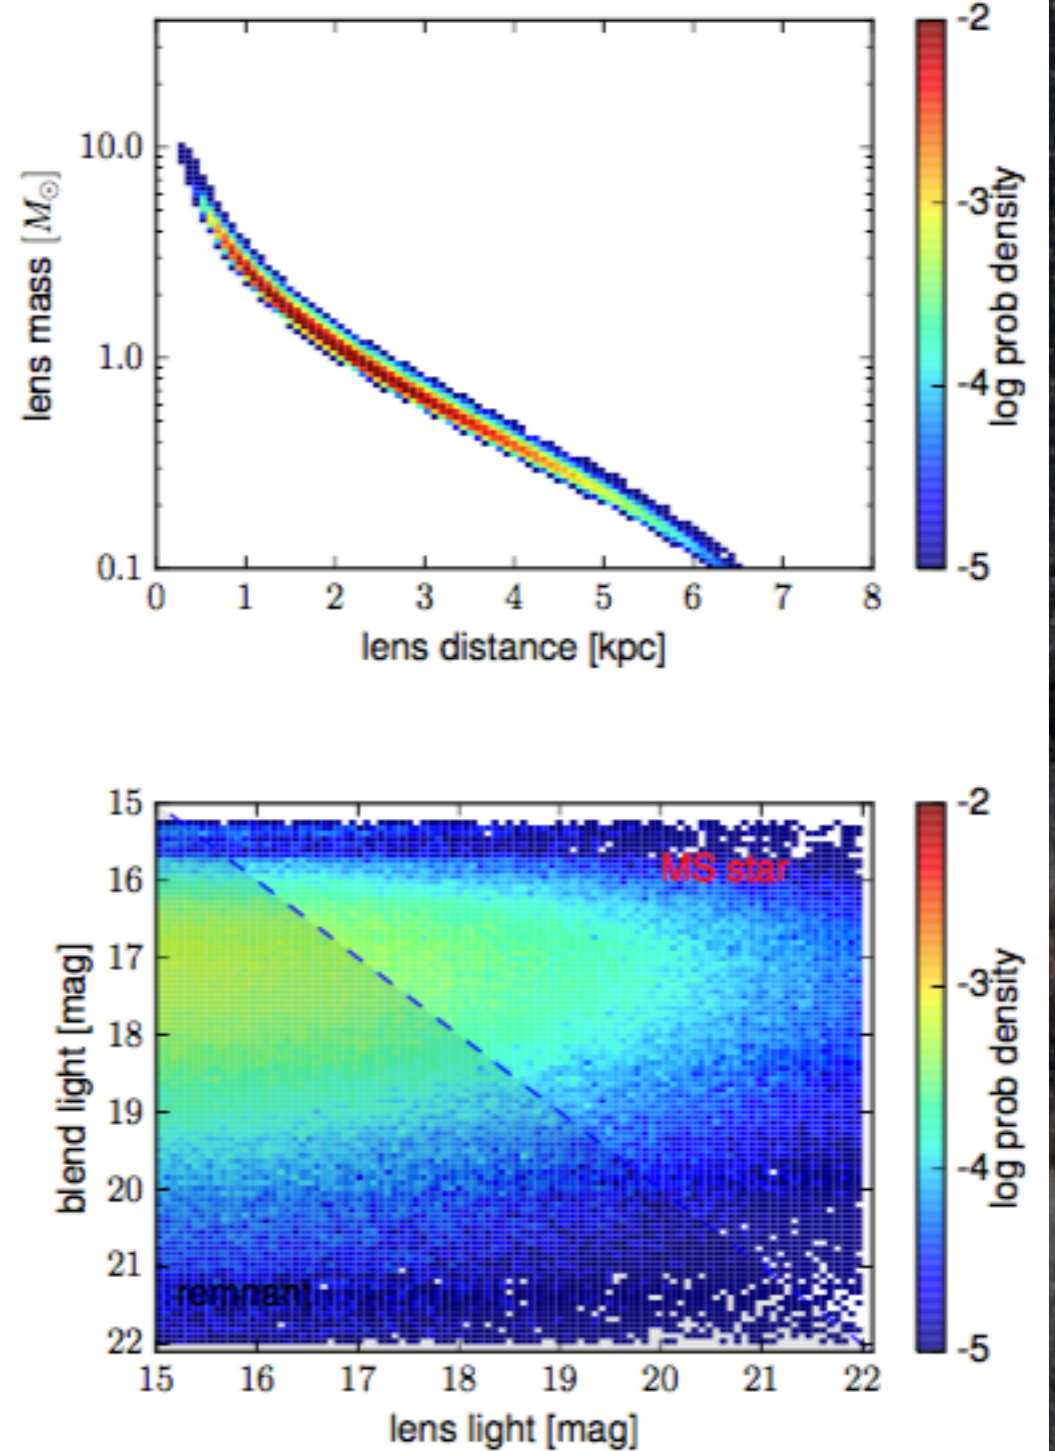 -2
10.0
-3
lens mass [M⊙]
log prob density
1.0
-4
0.1
-5
0 1 2 3 4 5 6 7 8
lens distance [kpc]
15
-2
MS star
16
17
-3
blend light [mag]
log prob density
18
19
-4
20
21
remnant
22
-5
15 16 17 18 19 20 21 22
lens light [mag]